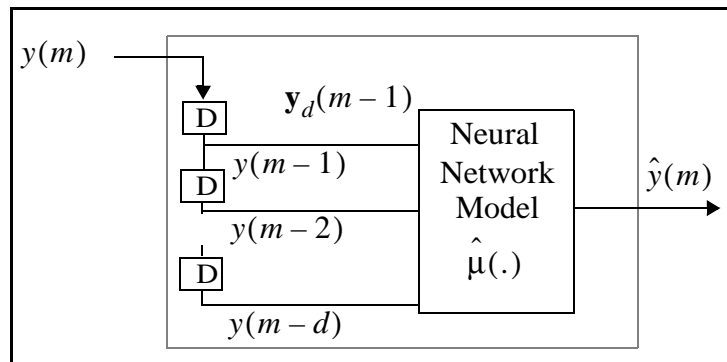 y(m)
𝐲_d(m – 1)
D
y(m – 1)
D
y(m – 2)
D
y(m – d)
Neural
Network
Model
μ̂(.)
ŷ(m)